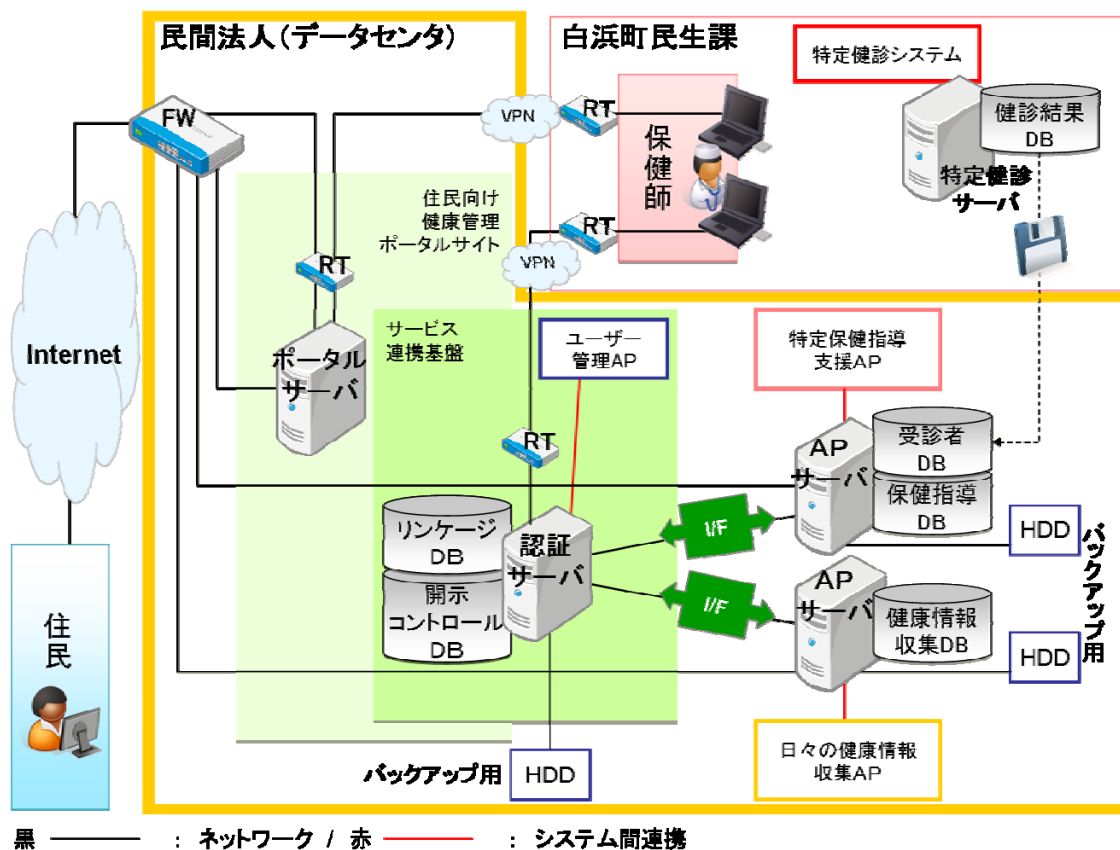 民間法人（データセンタ）
白浜町民生課
特定健診システム
健診結果
DB
特定健診
サーバ
FW
VPN
RT
保
健
師
RT
VPN
住民向け
健康管理
ポータルサイト
RT
Internet
ポータル
サーバ
サービス
連携基盤
ユーザー
管理AP
特定保健指導
支援AP
RT
AP
サーバ
受診者
DB
保健指導
DB
リンケージ
DB
開示
コントロール
DB
認証
サーバ
I/F
I/F
HDD
バックアップ用
AP
サーバ
健康情報
収集DB
HDD
住
民
バックアップ用
HDD
日々の健康情報
収集AP
黒 : ネットワーク / 赤 : システム間連携